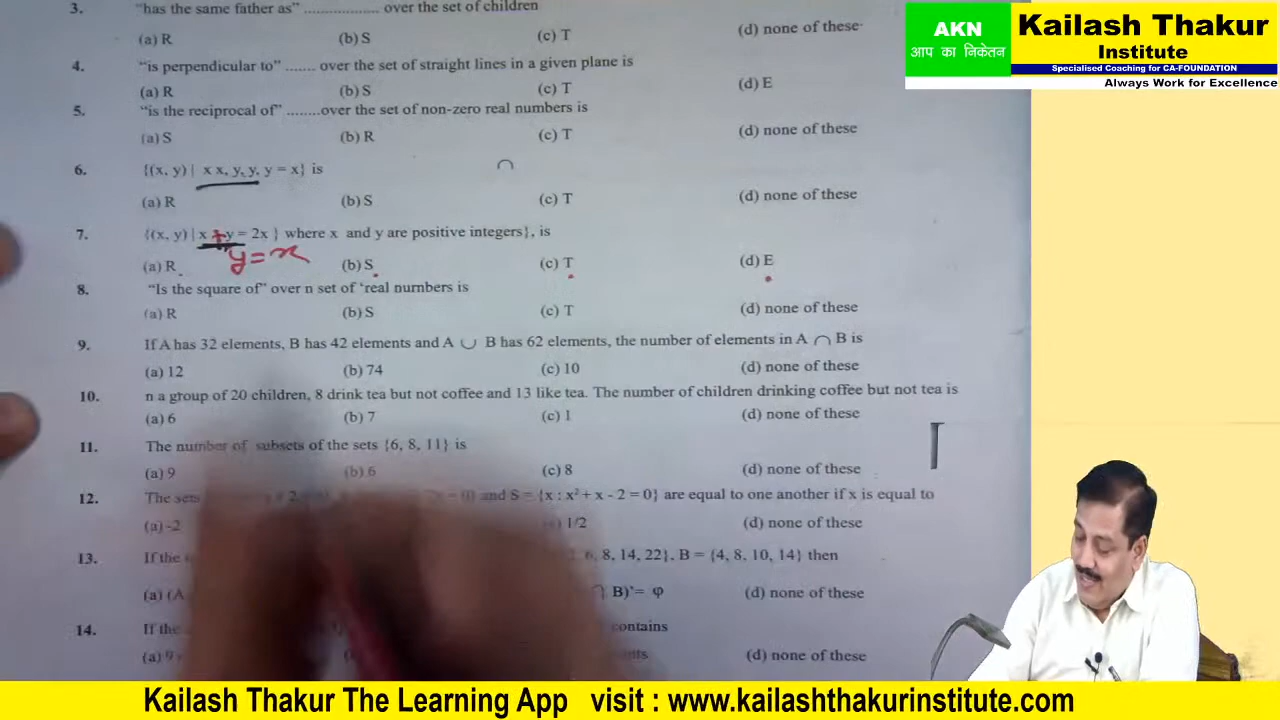 3. "has the same father as" .................. over the set of children
(a) R (b) S (c) T (d) none of these
4. "is perpendicular to" ....... over the set of straight lines in a given plane is
(a) R (b) S (c) T (d) E
5. "is the reciprocal of" ........over the set of non-zero real numbers is
(a) S (b) R (c) T (d) none of these
6. {(x, y) | x x, y, y, y = x} is
(a) R (b) S (c) T (d) none of these
7. {(x, y) | x + y = 2x } where x and y are positive integers}, is
y = x
(a) R (b) S (c) T (d) E
8. "Is the square of" over n set of 'real numbers is
(a) R (b) S (c) T (d) none of these
9. If A has 32 elements, B has 42 elements and A ∪ B has 62 elements, the number of elements in A ∩ B is
(a) 12 (b) 74 (c) 10 (d) none of these
10. n a group of 20 children, 8 drink tea but not coffee and 13 like tea. The number of children drinking coffee but not tea is
(a) 6 (b) 7 (c) 1 (d) none of these
11. The number of subsets of the sets {6, 8, 11} is
(a) 9 (b) 6 (c) 8 (d) none of these
12. The sets and S = {x : x² + x - 2 = 0} are equal to one another if x is equal to
(a) -2 1/2 (d) none of these
13. If the 6, 8, 14, 22}, B = {4, 8, 10, 14} then
(a) (A B)'= φ (d) none of these
14. If the contains
(a) 9 (d) none of these
AKN
आप का निकेतन
Kailash Thakur
Institute
Specialised Coaching for CA-FOUNDATION
Always Work for Excellence
Kailash Thakur The Learning App visit : www.kailashthakurinstitute.com